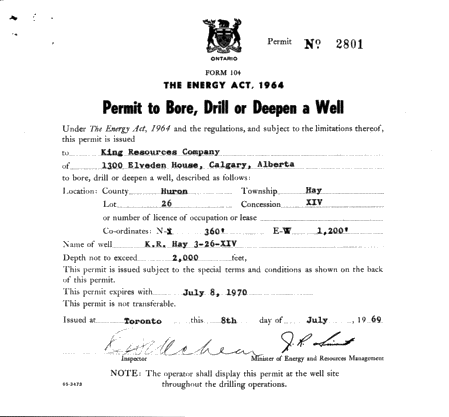 Permit Nº 2801
ONTARIO
FORM 104
THE ENERGY ACT, 1964
Permit to Bore, Drill or Deepen a Well
Under The Energy Act, 1964 and the regulations, and subject to the limitations thereof,
this permit is issued
to King Resources Company
of 1300 Elveden House, Calgary, Alberta
to bore, drill or deepen a well, described as follows:
Location: County Huron Township Hay
Lot 26 Concession XIV
or number of licence of occupation or lease
Co-ordinates: N- 360' E-W 1,200'
Name of well K.R. Hay 3-26-XIV
Depth not to exceed 2,000 feet,
This permit is issued subject to the special terms and conditions as shown on the back
of this permit.
This permit expires with July 8, 1970
This permit is not transferable.
Issued at Toronto this 8th day of July, 1969
Inspector Minister of Energy and Resources Management
NOTE: The operator shall display this permit at the well site
throughout the drilling operations.